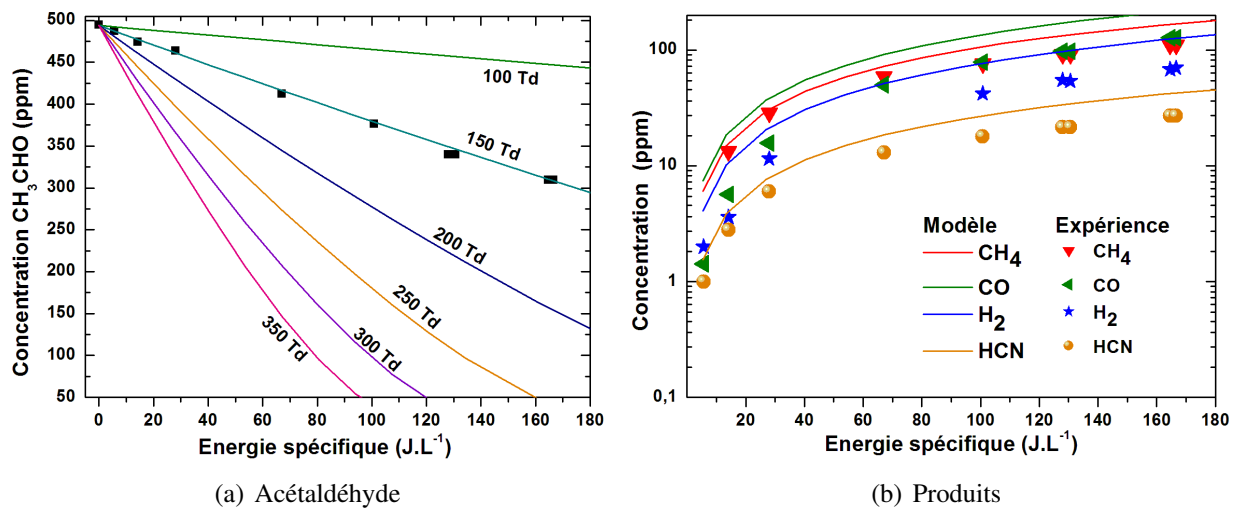 Concentration CH3CHO (ppm)
500
450
400
350
300
250
200
150
100
50
100 Td
150 Td
200 Td
250 Td
300 Td
350 Td
0 20 40 60 80 100 120 140 160 180
Energie spécifique (J.L-1)
(a) Acétaldéhyde
Concentration (ppm)
100
10
1
0,1
Modèle Expérience
CH4 CH4
CO CO
H2 H2
HCN HCN
20 40 60 80 100 120 140 160 180
Energie spécifique (J.L-1)
(b) Produits